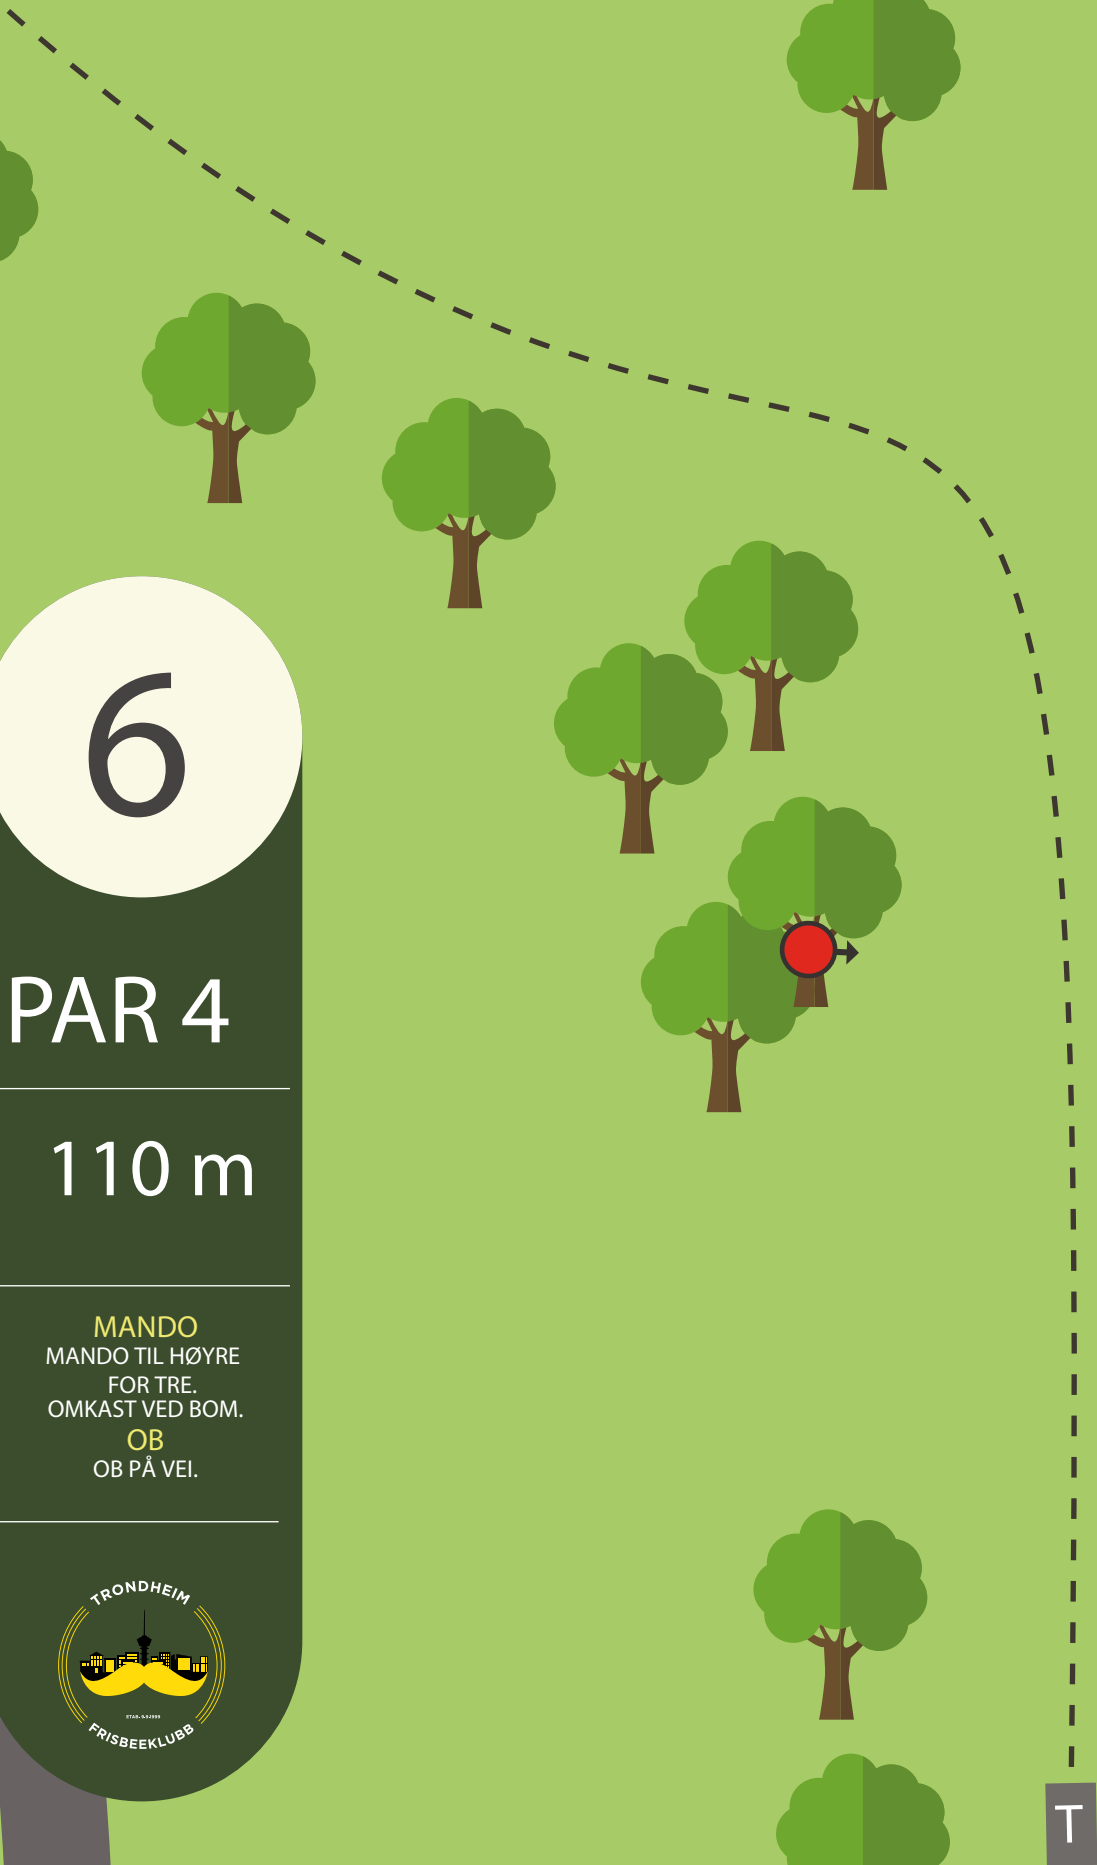 6
PAR 4
110 m
MANDO
MANDO TIL HØYRE
FOR TRE.
OMKAST VED BOM.
OB
OB PÅ VEI.
TRONDHEIM
FRISBEEKLUBB
T